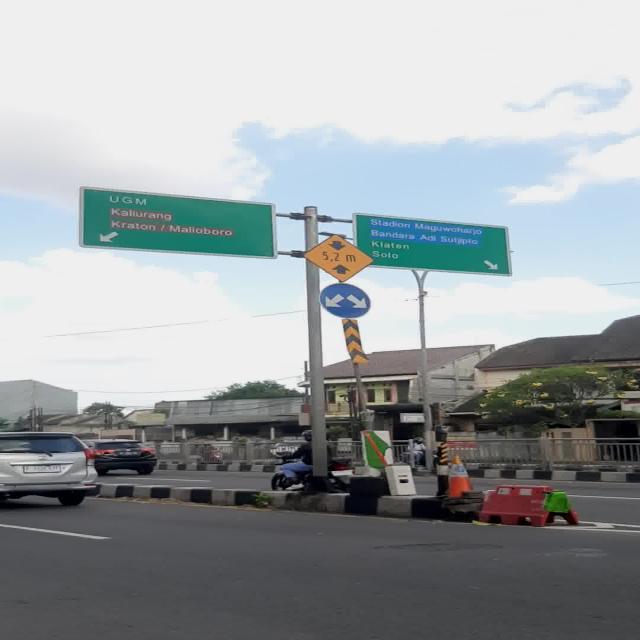 UGM
Kaliurang
Kraton / Malioboro
5,2 m
Stadion Maguwoharjo
Bandara Adi Sutjipto
Klaten
Solo